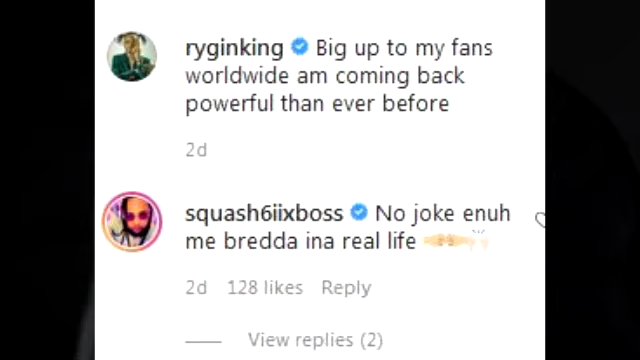 ryginking Big up to my fans
worldwide am coming back
powerful than ever before
2d
squash6iixboss No joke enuh
me bredda ina real life
2d 128 likes Reply
View replies (2)